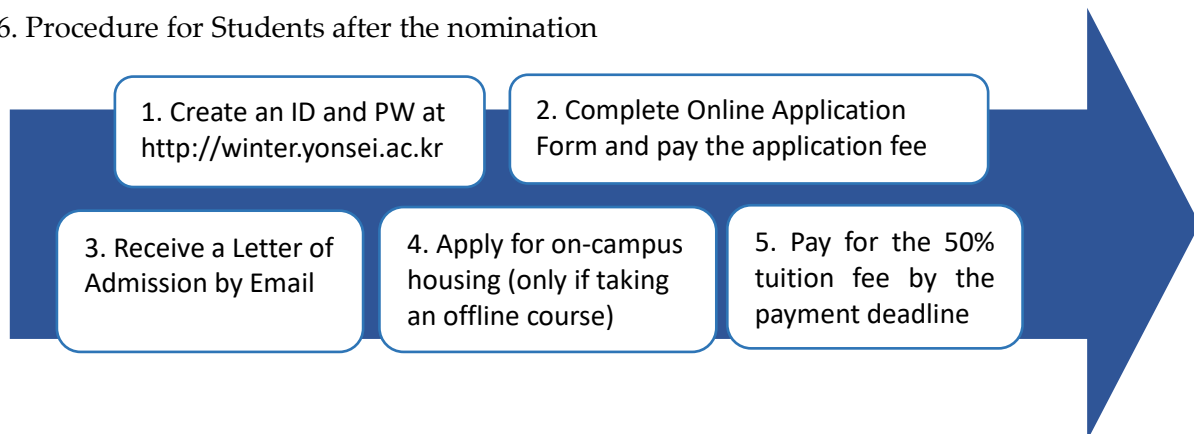 6. Procedure for Students after the nomination
1. Create an ID and PW at
http://winter.yonsei.ac.kr
2. Complete Online Application
Form and pay the application fee
3. Receive a Letter of
Admission by Email
4. Apply for on-campus
housing (only if taking
an offline course)
5. Pay for the 50%
tuition fee by the
payment deadline